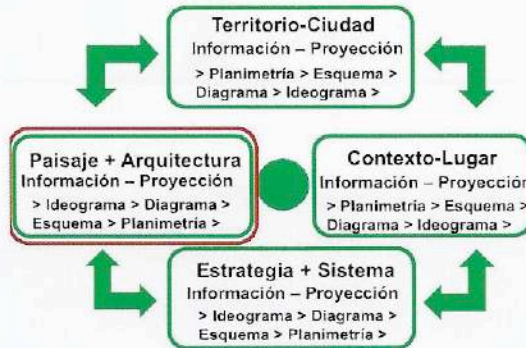 Territorio-Ciudad
Información – Proyección
> Planimetría > Esquema >
Diagrama > Ideograma >
Paisaje + Arquitectura
Información – Proyección
> Ideograma > Diagrama >
Esquema > Planimetría >
Contexto-Lugar
Información – Proyección
> Planimetría > Esquema >
Diagrama > Ideograma >
Estrategia + Sistema
Información – Proyección
> Ideograma > Diagrama >
Esquema > Planimetría >